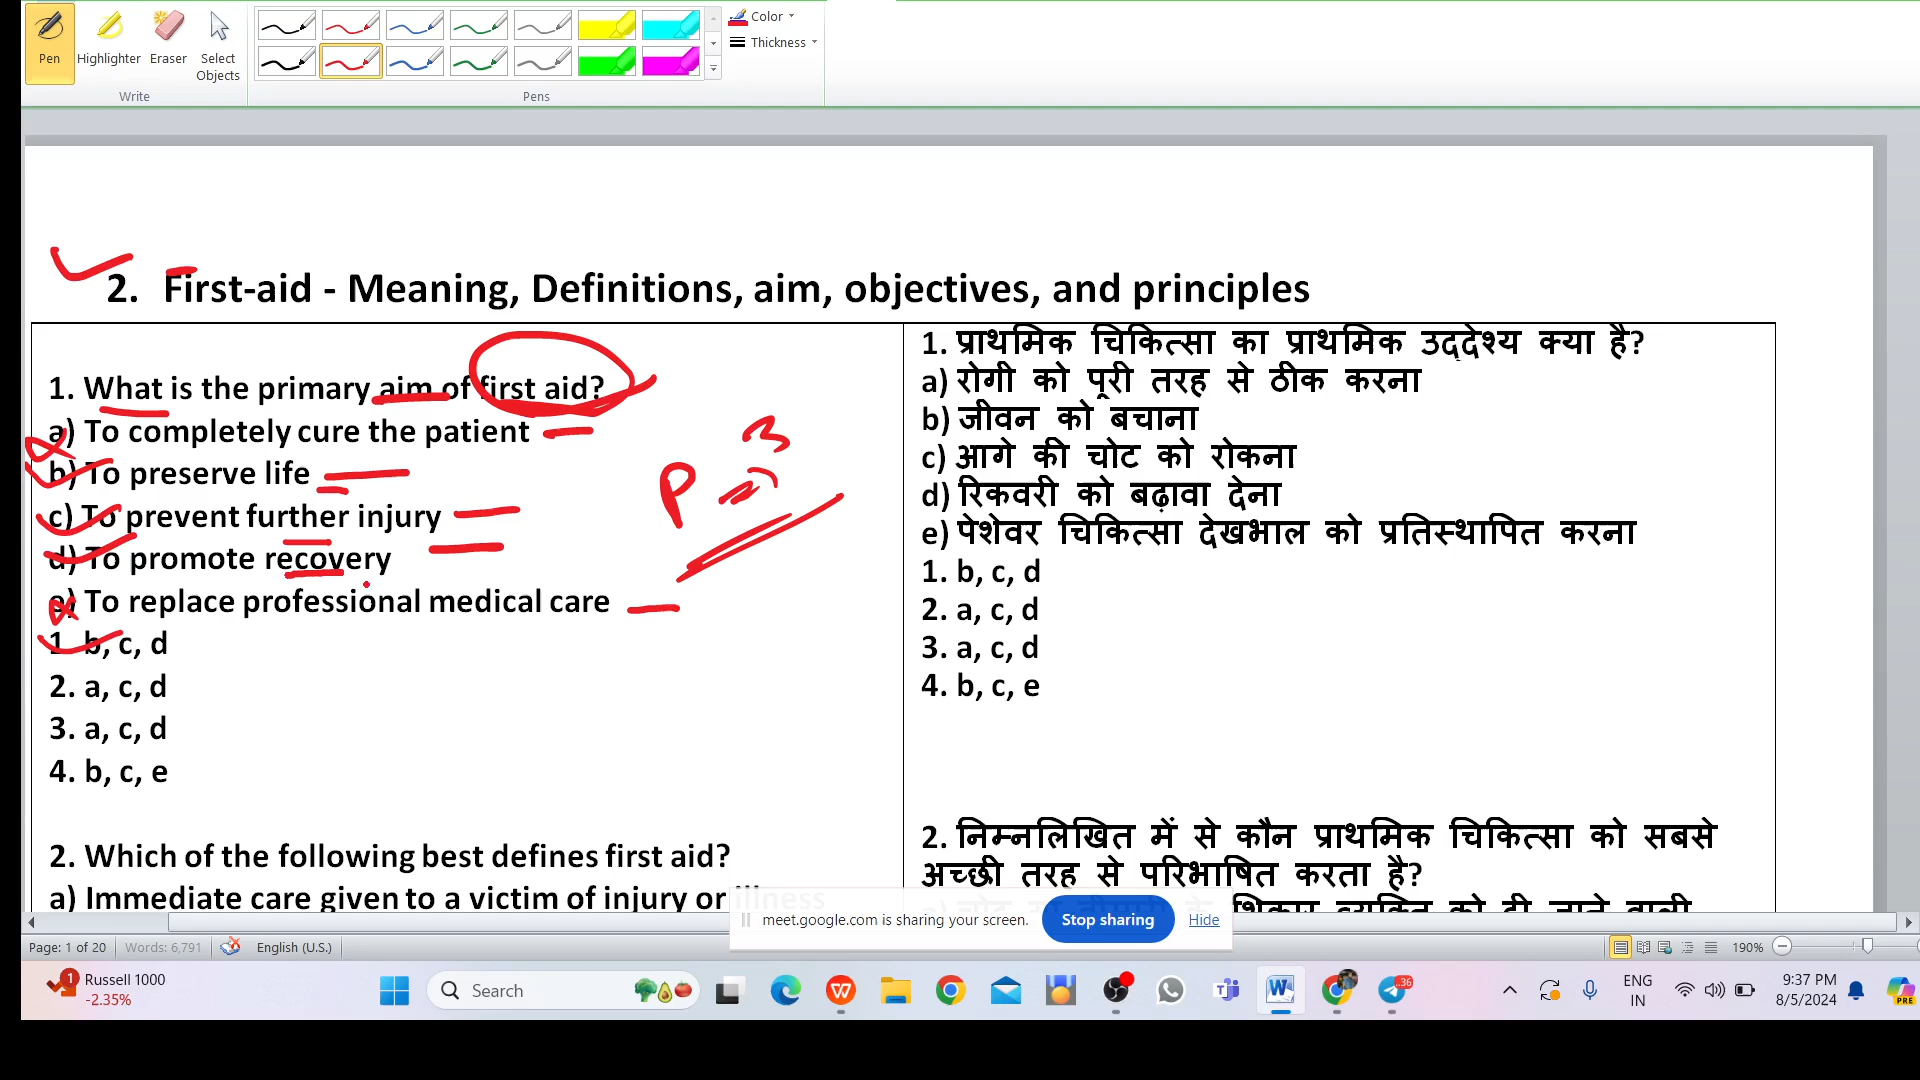 Pen
Highlighter
Eraser
Select Objects
Write
Pens
Color
Thickness
2. First-aid - Meaning, Definitions, aim, objectives, and principles
1. What is the primary aim of first aid?
a) To completely cure the patient
b) To preserve life
c) To prevent further injury
d) To promote recovery
e) To replace professional medical care
1. b, c, d
2. a, c, d
3. a, c, d
4. b, c, e
2. Which of the following best defines first aid?
a) Immediate care given to a victim of injury or illness
P 3
1. प्राथमिक चिकित्सा का प्राथमिक उद्देश्य क्या है?
a) रोगी को पूरी तरह से ठीक करना
b) जीवन को बचाना
c) आगे की चोट को रोकना
d) रिकवरी को बढ़ावा देना
e) पेशेवर चिकित्सा देखभाल को प्रतिस्थापित करना
1. b, c, d
2. a, c, d
3. a, c, d
4. b, c, e
2. निम्नलिखित में से कौन प्राथमिक चिकित्सा को सबसे
अच्छी तरह से परिभाषित करता है?
meet.google.com is sharing your screen.
Stop sharing
Hide
Page: 1 of 20
Words: 6,791
English (U.S.)
190%
1
Russell 1000
-2.35%
Search
36
ENG
IN
9:37 PM
8/5/2024
PRE